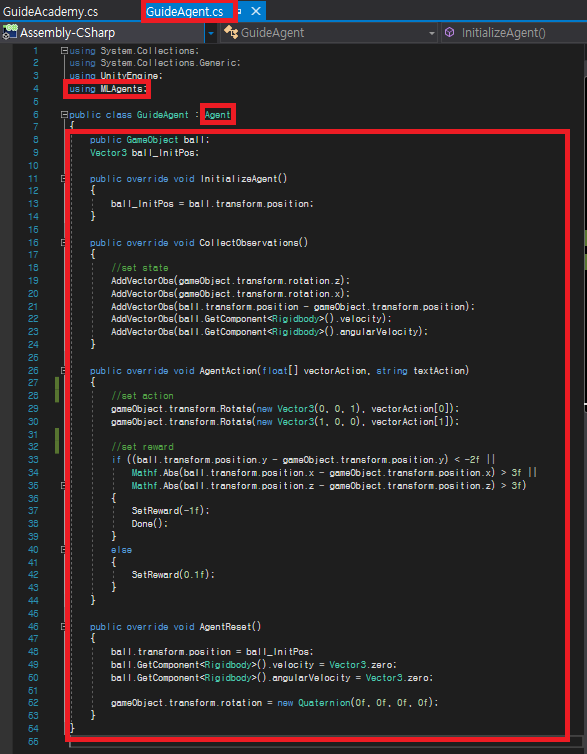 GuideAcademy.cs GuideAgent.cs
Assembly-CSharp GuideAgent InitializeAgent()
1 using System.Collections;
2 using System.Collections.Generic;
3 using UnityEngine;
4 using MLAgents;
5
6 public class GuideAgent : Agent
7 {
8 public GameObject ball;
9 Vector3 ball_InitPos;
10
11 public override void InitializeAgent()
12 {
13 ball_InitPos = ball.transform.position;
14 }
15
16 public override void CollectObservations()
17 {
18 //set state
19 AddVectorObs(gameObject.transform.rotation.z);
20 AddVectorObs(gameObject.transform.rotation.x);
21 AddVectorObs(ball.transform.position - gameObject.transform.position);
22 AddVectorObs(ball.GetComponent<Rigidbody>().velocity);
23 AddVectorObs(ball.GetComponent<Rigidbody>().angularVelocity);
24 }
25
26 public override void AgentAction(float[] vectorAction, string textAction)
27 {
28 //set action
29 gameObject.transform.Rotate(new Vector3(0, 0, 1), vectorAction[0]);
30 gameObject.transform.Rotate(new Vector3(1, 0, 0), vectorAction[1]);
31
32 //set reward
33 if ((ball.transform.position.y - gameObject.transform.position.y) < -2f ||
34 Mathf.Abs(ball.transform.position.x - gameObject.transform.position.x) > 3f ||
35 Mathf.Abs(ball.transform.position.z - gameObject.transform.position.z) > 3f)
36 {
37 SetReward(-1f);
38 Done();
39 }
40 else
41 {
42 SetReward(0.1f);
43 }
44 }
45
46 public override void AgentReset()
47 {
48 ball.transform.position = ball_InitPos;
49 ball.GetComponent<Rigidbody>().velocity = Vector3.zero;
50 ball.GetComponent<Rigidbody>().angularVelocity = Vector3.zero;
51
52 gameObject.transform.rotation = new Quaternion(0f, 0f, 0f, 0f);
53 }
54 }
55